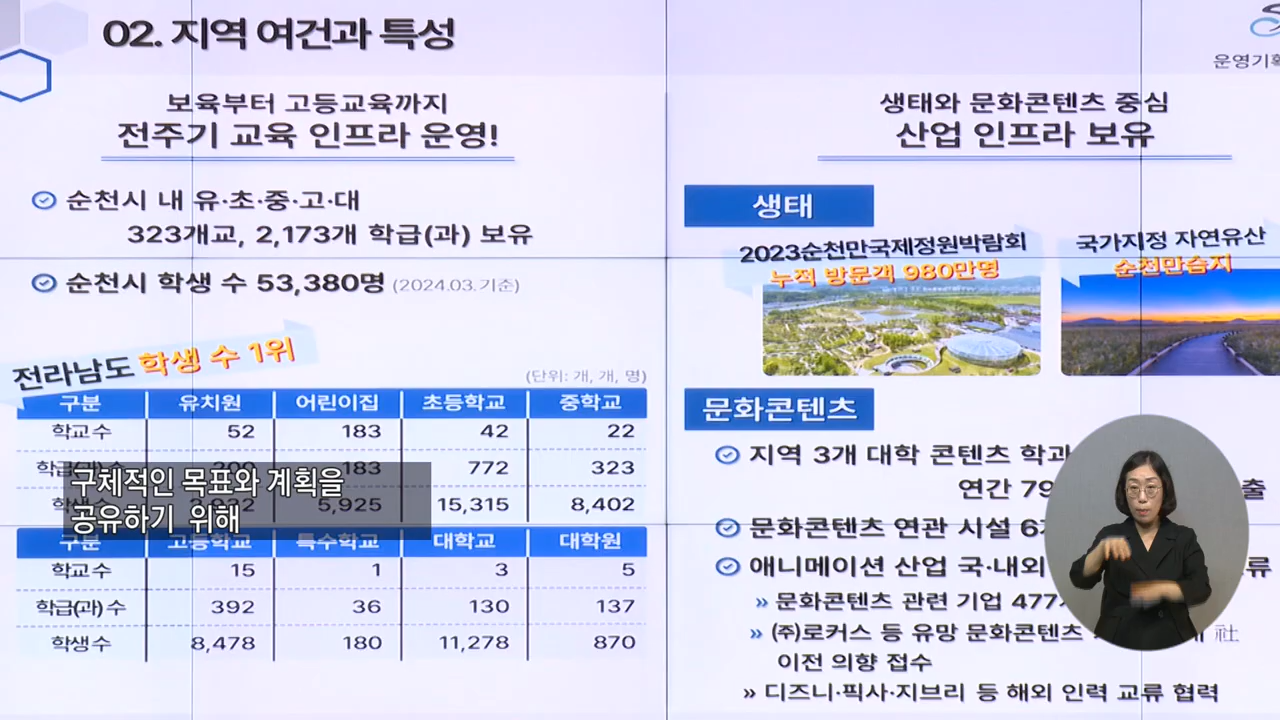 02. 지역 여건과 특성
운영기획
보육부터 고등교육까지
전주기 교육 인프라 운영!
순천시 내 유·초·중·고·대
323개교, 2,173개 학급(과) 보유
순천시 학생 수 53,380명 (2024.03.기준)
전라남도 학생 수 1위
(단위: 개, 개, 명)
구분 유치원 어린이집 초등학교 중학교
학교수 52 183 42 22
183 772 323
5,925 15,315 8,402
구분 고등학교 특수학교 대학교 대학원
학교수 15 1 3 5
학급(과) 수 392 36 130 137
학생수 8,478 180 11,278 870
생태와 문화콘텐츠 중심
산업 인프라 보유
생태
2023순천만국제정원박람회
누적 방문객 980만명
국가지정 자연유산
순천만습지
문화콘텐츠
지역 3개 대학 콘텐츠 학과
연간 79 출
문화콘텐츠 연관 시설 6
애니메이션 산업 국·내외 류
» 문화콘텐츠 관련 기업 477
» (주)로커스 등 유망 문화콘텐츠 社
이전 의향 접수
» 디즈니·픽사·지브리 등 해외 인력 교류 협력
구체적인 목표와 계획을
공유하기 위해